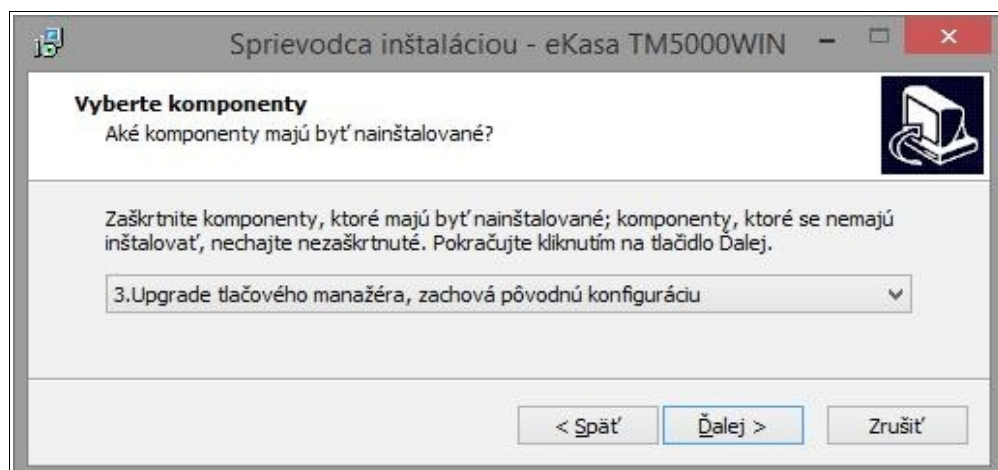 Sprievodca inštaláciou - eKasa TM5000WIN
Vyberte komponenty
Aké komponenty majú byť nainštalované?
Zaškrtnite komponenty, ktoré majú byť nainštalované; komponenty, ktoré se nemajú
inštalovať, nechajte nezaškrtnuté. Pokračujte kliknutím na tlačidlo Ďalej.
3.Upgrade tlačového manažéra, zachová pôvodnú konfiguráciu
< Späť
Ďalej >
Zrušiť